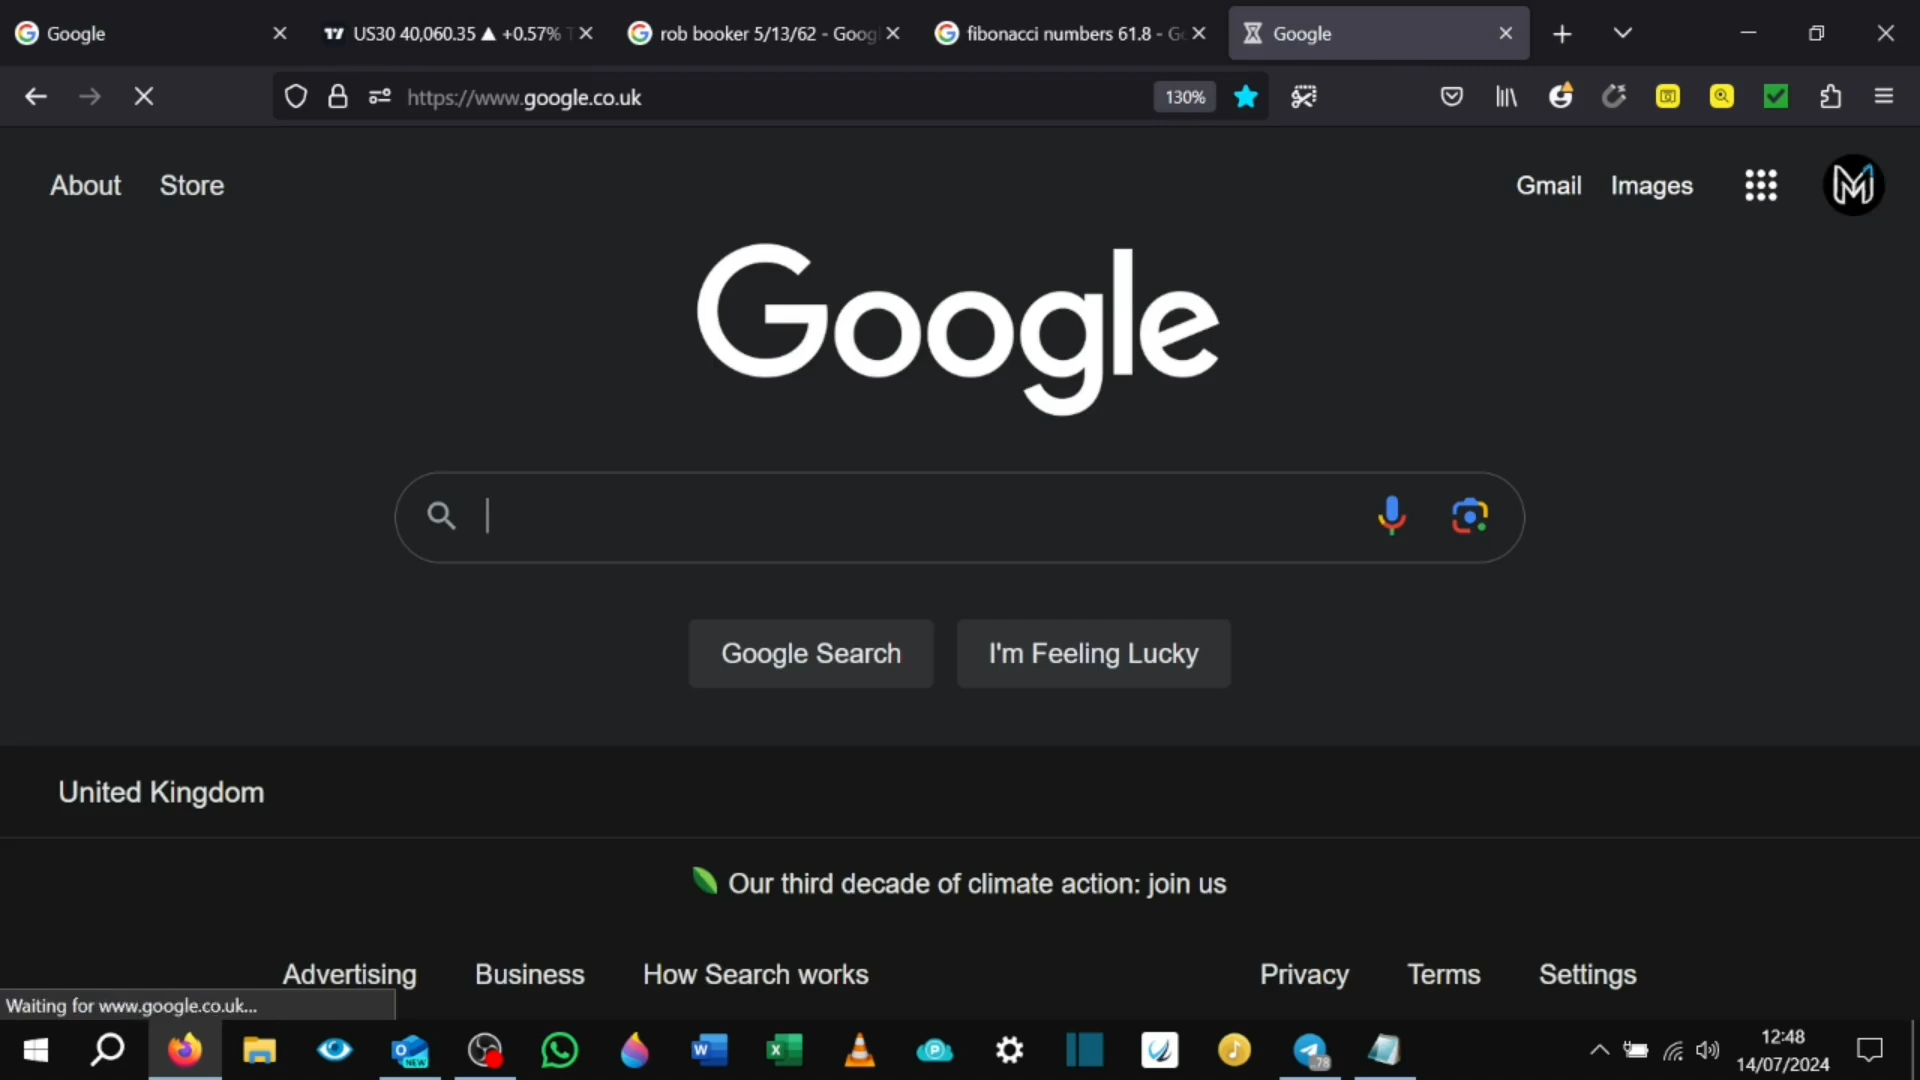 Google
US30 40,060.35 ▲ +0.57%
rob booker 5/13/62 - Goog
fibonacci numbers 61.8 - G
Google
https://www.google.co.uk
130%
About
Store
Gmail
Images
Google
Google Search
I'm Feeling Lucky
United Kingdom
Our third decade of climate action: join us
Advertising
Business
How Search works
Privacy
Terms
Settings
Waiting for www.google.co.uk...
NEW
78
12:48
14/07/2024